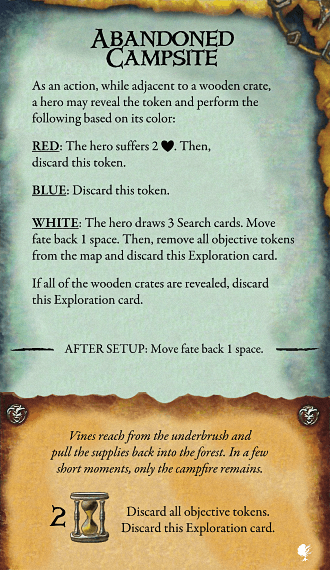 ABANDONED
CAMPSITE
As an action, while adjacent to a wooden crate,
a hero may reveal the token and perform the
following based on its color:
RED: The hero suffers 2 ♥. Then,
discard this token.
BLUE: Discard this token.
WHITE: The hero draws 3 Search cards. Move
fate back 1 space. Then, remove all objective tokens
from the map and discard this Exploration card.
If all of the wooden crates are revealed, discard
this Exploration card.
AFTER SETUP: Move fate back 1 space.
Vines reach from the underbrush and
pull the supplies back into the forest. In a few
short moments, only the campfire remains.
2
Discard all objective tokens.
Discard this Exploration card.